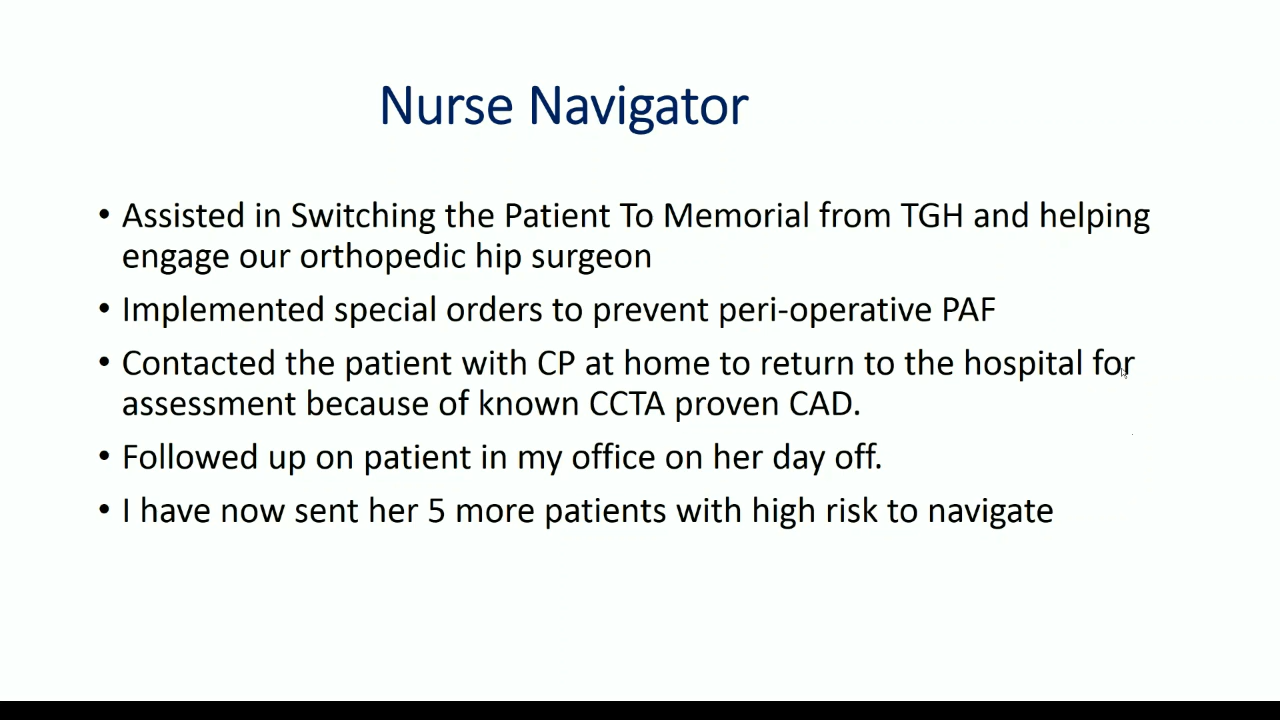 Nurse Navigator
• Assisted in Switching the Patient To Memorial from TGH and helping
engage our orthopedic hip surgeon
• Implemented special orders to prevent peri-operative PAF
• Contacted the patient with CP at home to return to the hospital for
assessment because of known CCTA proven CAD.
• Followed up on patient in my office on her day off.
• I have now sent her 5 more patients with high risk to navigate